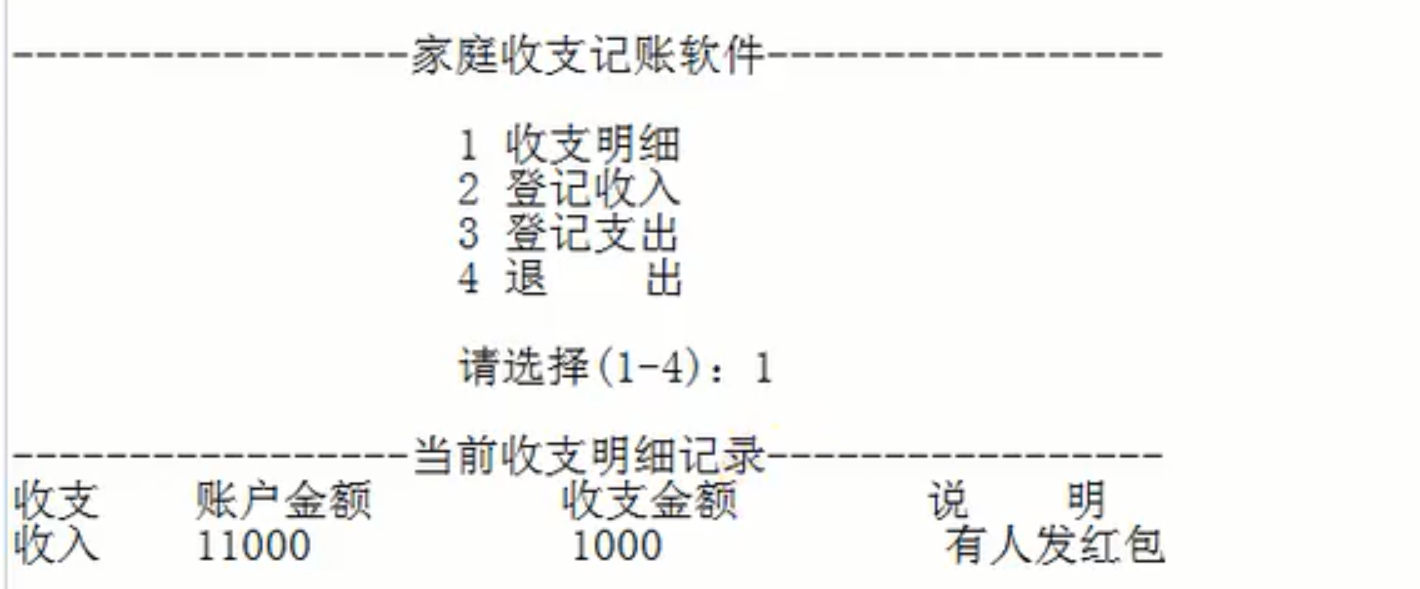 -----------------家庭收支记账软件-----------------
1 收支明细
2 登记收入
3 登记支出
4 退    出
请选择(1-4)：1
-----------------当前收支明细记录-----------------
收支    账户金额        收支金额        说    明
收入    11000           1000            有人发红包